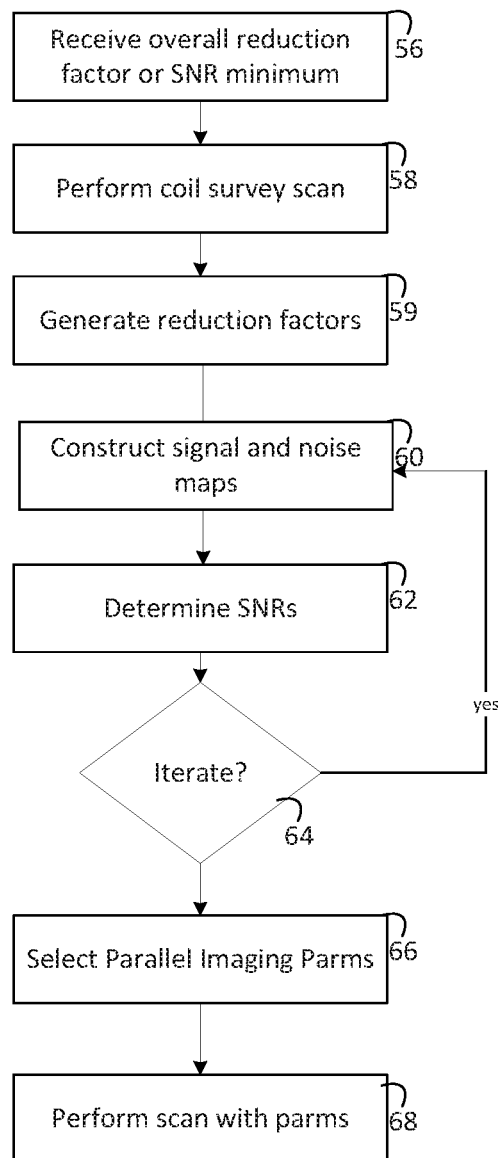 Receive overall reduction
factor or SNR minimum
56
Perform coil survey scan
58
Generate reduction factors
59
Construct signal and noise
maps
60
Determine SNRs
62
yes
Iterate?
64
Select Parallel Imaging Parms
66
Perform scan with parms
68